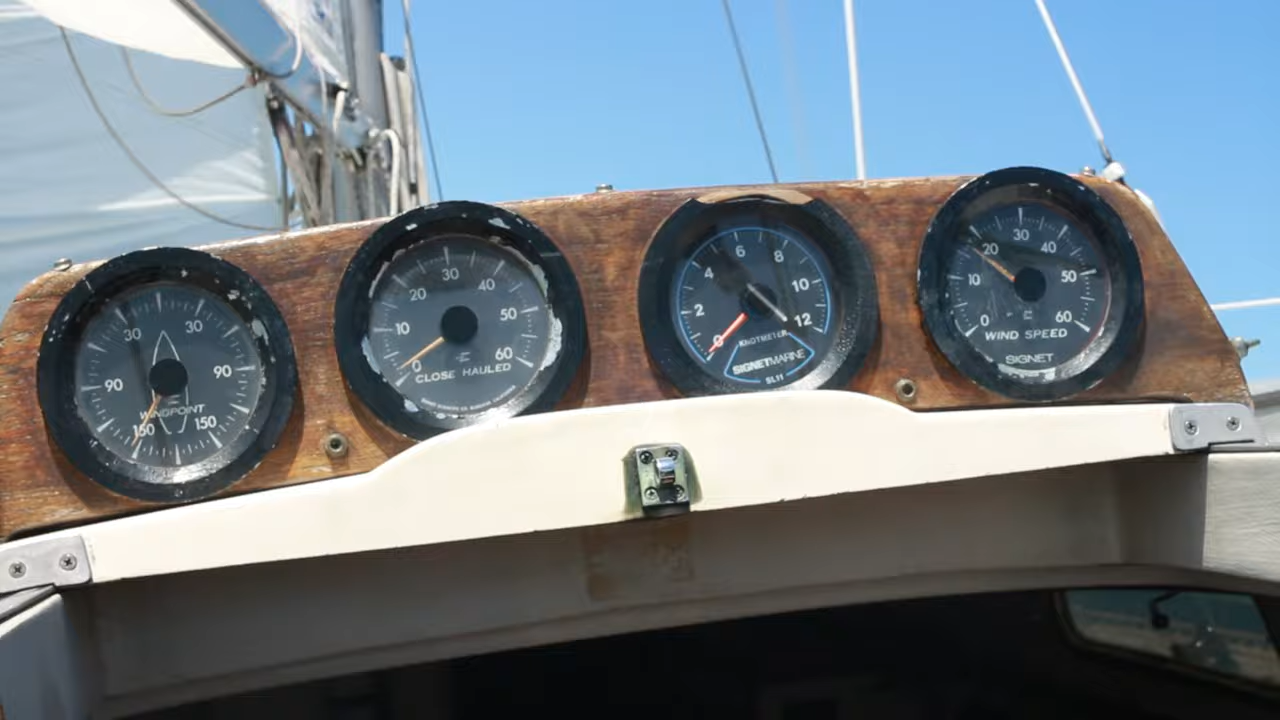 30 30
90 90
WINDPOINT
150 150
0 10 20 30 40 50 60
CLOSE HAULED
0 2 4 6 8 10 12
KNOTMETER
SIGNETMARINE
SL11
0 10 20 30 40 50 60
WIND SPEED
SIGNET